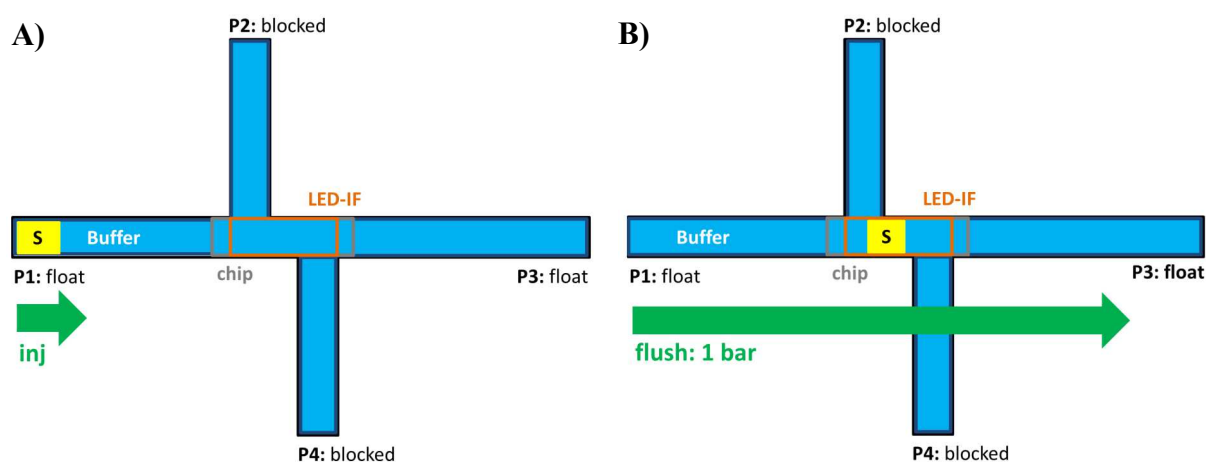 A)
P2: blocked
LED-IF
S
Buffer
P1: float
chip
P3: float
inj
P4: blocked
B)
P2: blocked
LED-IF
Buffer
S
P1: float
chip
P3: float
flush: 1 bar
P4: blocked